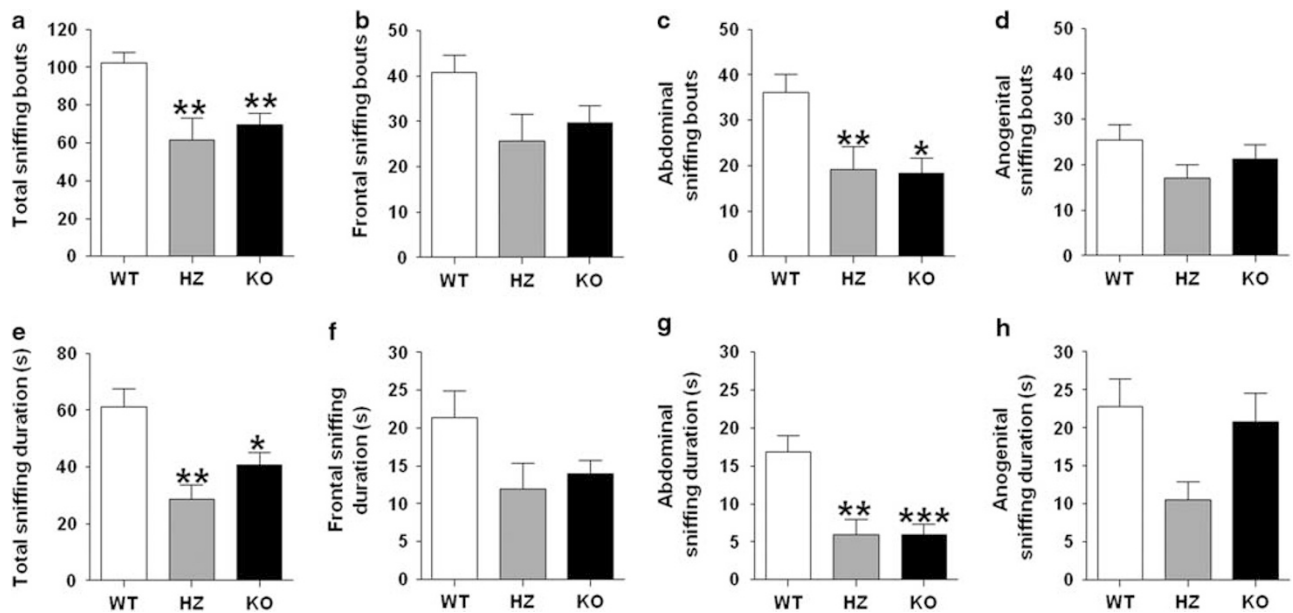 a
Total sniffing bouts
120
100
80
60
40
20
0
** **
WT HZ KO
b
Frontal sniffing bouts
50
40
30
20
10
0
WT HZ KO
c
Abdominal
sniffing bouts
50
40
30
20
10
0
** *
WT HZ KO
d
Anogenital
sniffing bouts
50
40
30
20
10
0
WT HZ KO
e
Total sniffing duration (s)
80
60
40
20
0
** *
WT HZ KO
f
Frontal sniffing
duration (s)
30
25
20
15
10
5
0
WT HZ KO
g
Abdominal
sniffing duration (s)
30
25
20
15
10
5
0
** ***
WT HZ KO
h
Anogenital
sniffing duration (s)
30
25
20
15
10
5
0
WT HZ KO